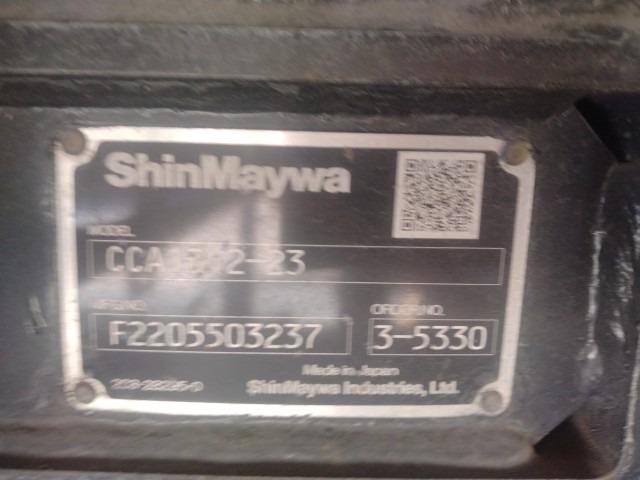 ShinMaywa
MODEL
MFG NO.
F2205503237
ORDER NO.
3-5330
Made in Japan
ShinMaywa Industries, Ltd.